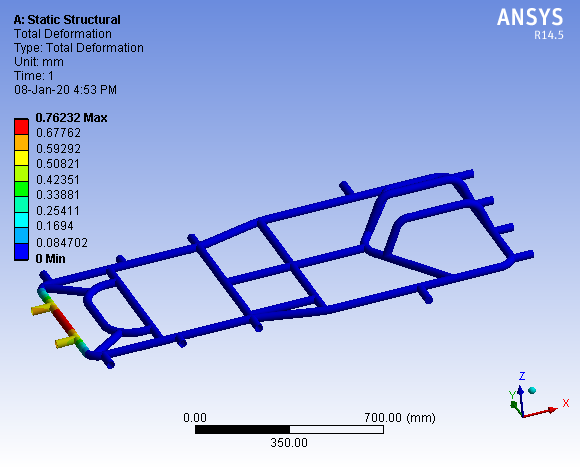 A: Static Structural
Total Deformation
Type: Total Deformation
Unit: mm
Time: 1
08-Jan-20 4:53 PM
ANSYS
R14.5
0.76232 Max
0.67762
0.59292
0.50821
0.42351
0.33881
0.25411
0.1694
0.084702
0 Min
0.00
700.00 (mm)
350.00
Z
Y
X